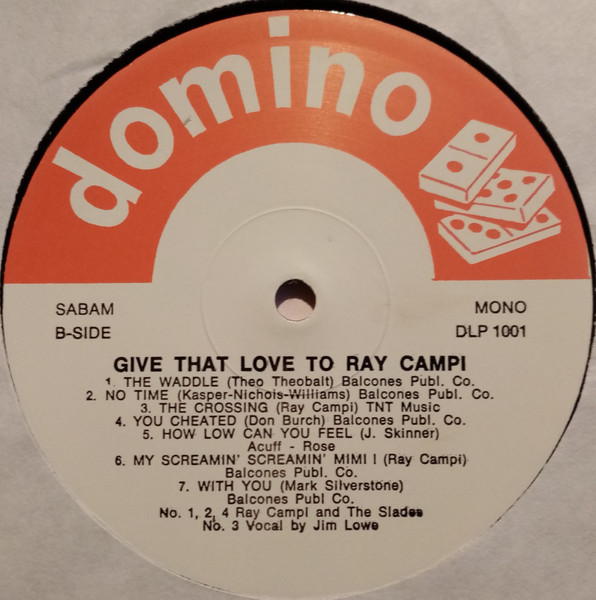 domino
SABAM
MONO
B-SIDE
DLP 1001
GIVE THAT LOVE TO RAY CAMPI
1. THE WADDLE (Theo Theobalt) Balcones Publ. Co.
2. NO TIME (Kasper-Nichols-Williams) Balcones Publ. Co.
3. THE CROSSING (Ray Campi) TNT Music
4. YOU CHEATED (Don Burch) Balcones Publ. Co.
5. HOW LOW CAN YOU FEEL (J. Skinner)
Acuff - Rose
6. MY SCREAMIN' SCREAMIN' MIMI I (Ray Campi)
Balcones Publ. Co.
7. WITH YOU (Mark Silverstone)
Balcones Publ Co.
No. 1, 2, 4 Ray Campi and The Slades
No. 3 Vocal by Jim Lowe